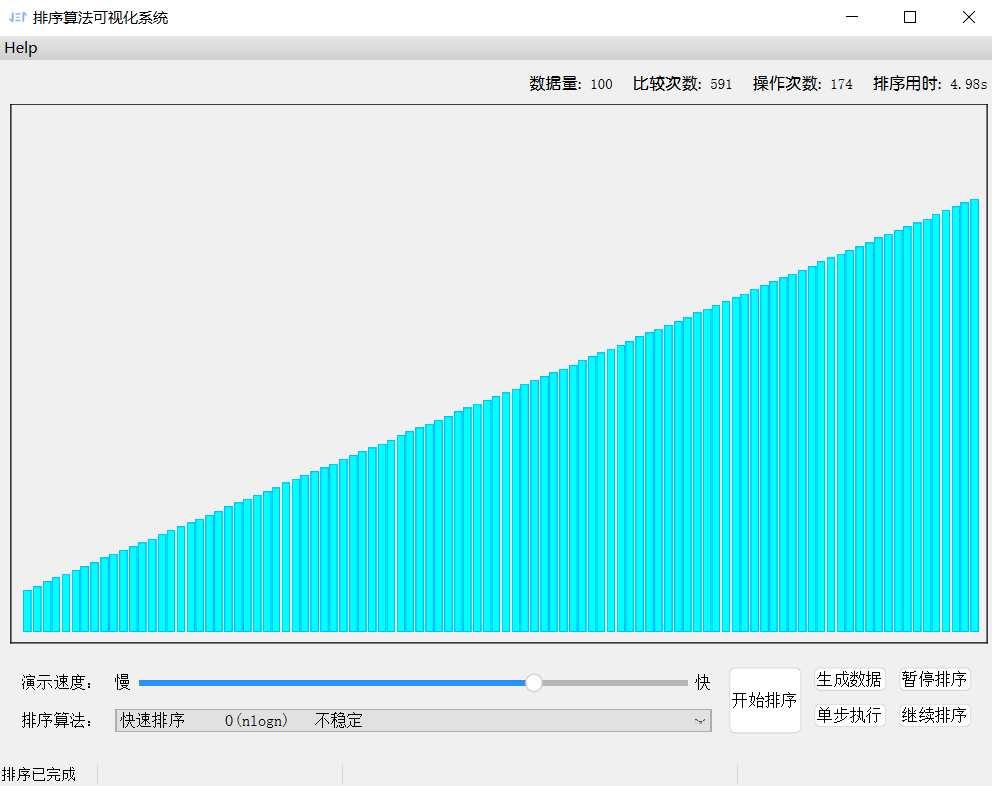 排序算法可视化系统
Help
数据量: 100 比较次数: 591 操作次数: 174 排序用时: 4.98s
演示速度: 慢 快
排序算法: 快速排序 O(nlogn) 不稳定
开始排序
生成数据 暂停排序
单步执行 继续排序
排序已完成